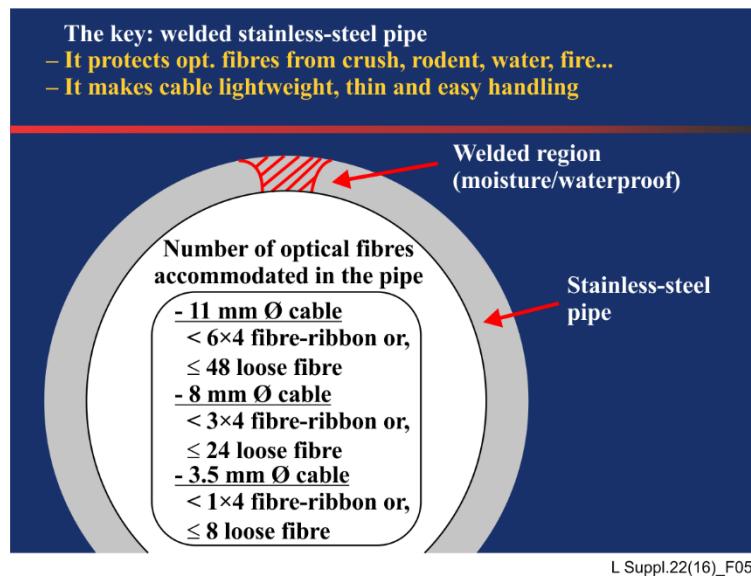 The key: welded stainless-steel pipe
– It protects opt. fibres from crush, rodent, water, fire...
– It makes cable lightweight, thin and easy handling
Welded region
(moisture/waterproof)
Number of optical fibres
accommodated in the pipe
Stainless-steel
pipe
- 11 mm Ø cable
< 6×4 fibre-ribbon or,
≤ 48 loose fibre
- 8 mm Ø cable
< 3×4 fibre-ribbon or,
≤ 24 loose fibre
- 3.5 mm Ø cable
< 1×4 fibre-ribbon or,
≤ 8 loose fibre
L Suppl.22(16)_F05